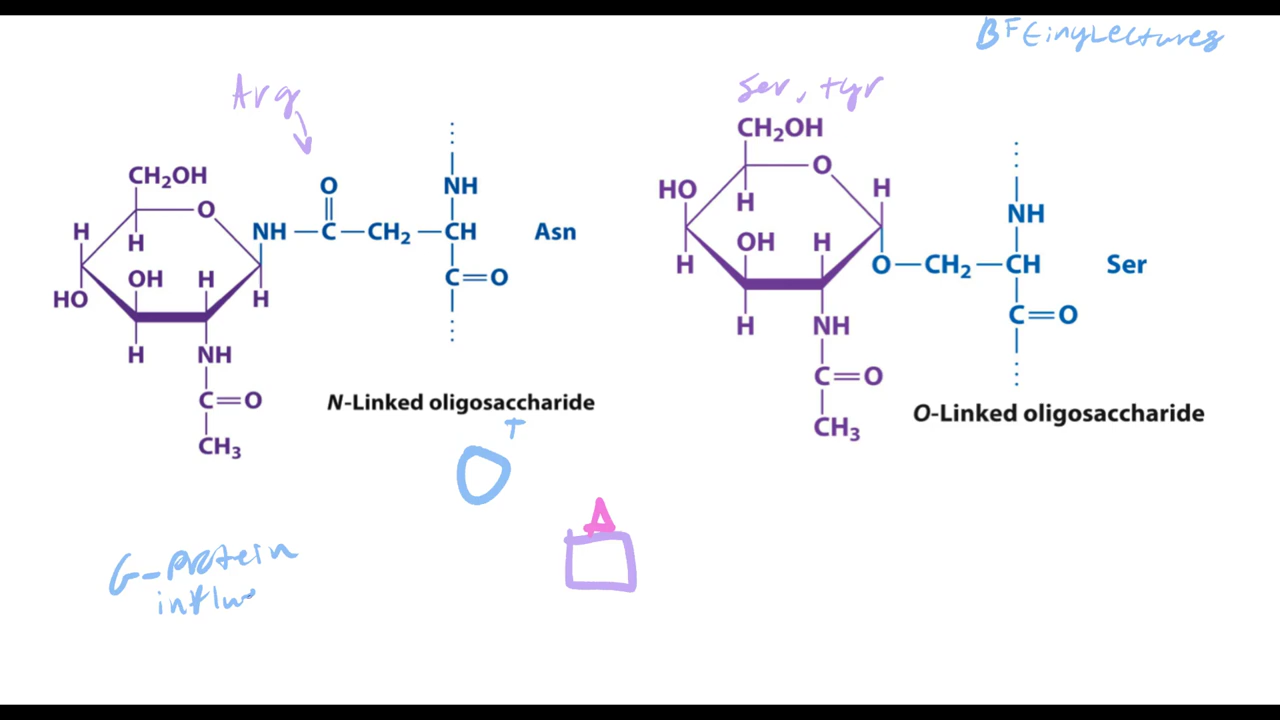 BFEinyLectures
Arg
Ser, tyr
CH2OH
O
H
H
OH
H
HO
H
H
NH
C=O
CH3
NH—C—CH2—CH
O
NH
C=O
Asn
N-Linked oligosaccharide
CH2OH
O
HO
H
H
OH
H
H
H
NH
C=O
CH3
O—CH2—CH
NH
C=O
Ser
O-Linked oligosaccharide
T
A
G-protein